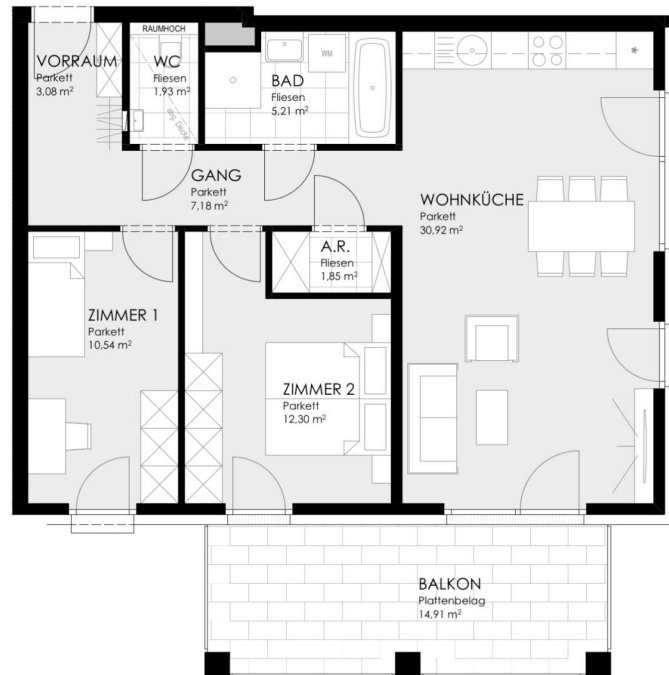 RAUMHOCH
VORRAUM
Parkett
3,08 m²
WC
Fliesen
1,93 m²
abg. Decke
BAD
Fliesen
5,21 m²
WM
*
GANG
Parkett
7,18 m²
WOHNKÜCHE
Parkett
30,92 m²
A.R.
Fliesen
1,85 m²
ZIMMER 1
Parkett
10,54 m²
ZIMMER 2
Parkett
12,30 m²
BALKON
Plattenbelag
14,91 m²